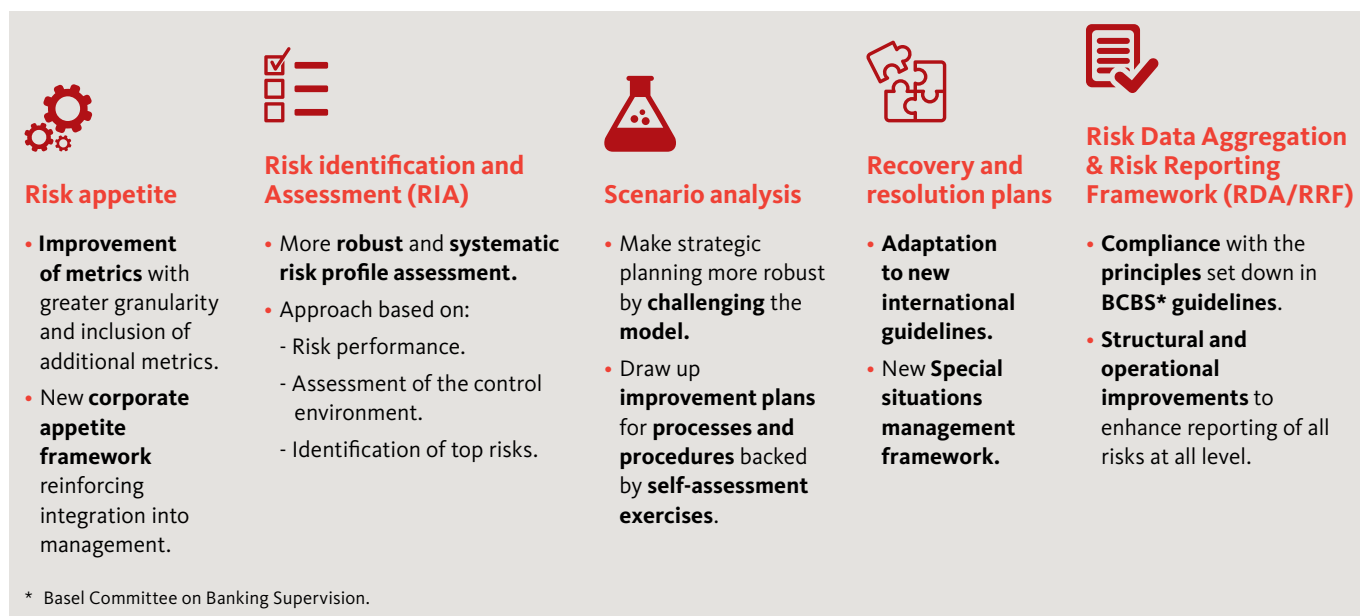 Risk appetite
• Improvement
of metrics with
greater granularity
and inclusion of
additional metrics.
• New corporate
appetite
framework
reinforcing
integration into
management.
Risk identification and
Assessment (RIA)
• More robust and systematic
risk profile assessment.
• Approach based on:
- Risk performance.
- Assessment of the control
environment.
- Identification of top risks.
Scenario analysis
• Make strategic
planning more robust
by challenging the
model.
• Draw up
improvement plans
for processes and
procedures backed
by self-assessment
exercises.
Recovery and
resolution plans
• Adaptation
to new
international
guidelines.
• New Special
situations
management
framework.
Risk Data Aggregation
& Risk Reporting
Framework (RDA/RRF)
• Compliance with the
principles set down in
BCBS* guidelines.
• Structural and
operational
improvements to
enhance reporting of all
risks at all level.
* Basel Committee on Banking Supervision.